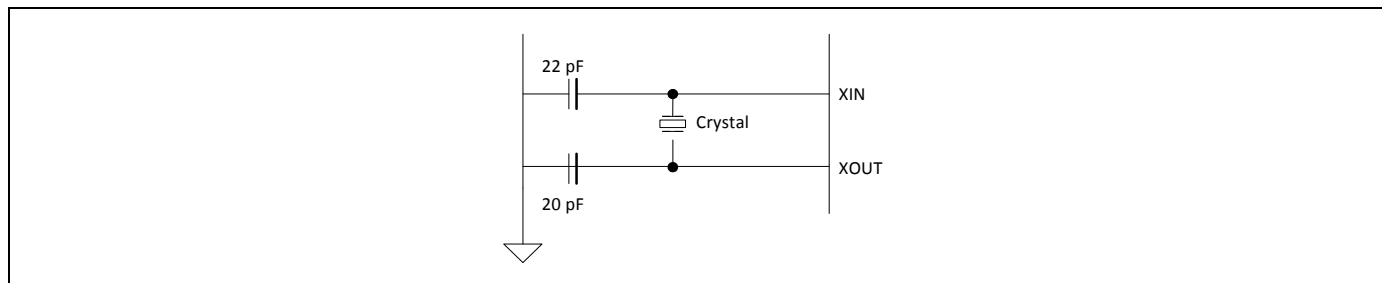 22 pF
XIN
Crystal
XOUT
20 pF